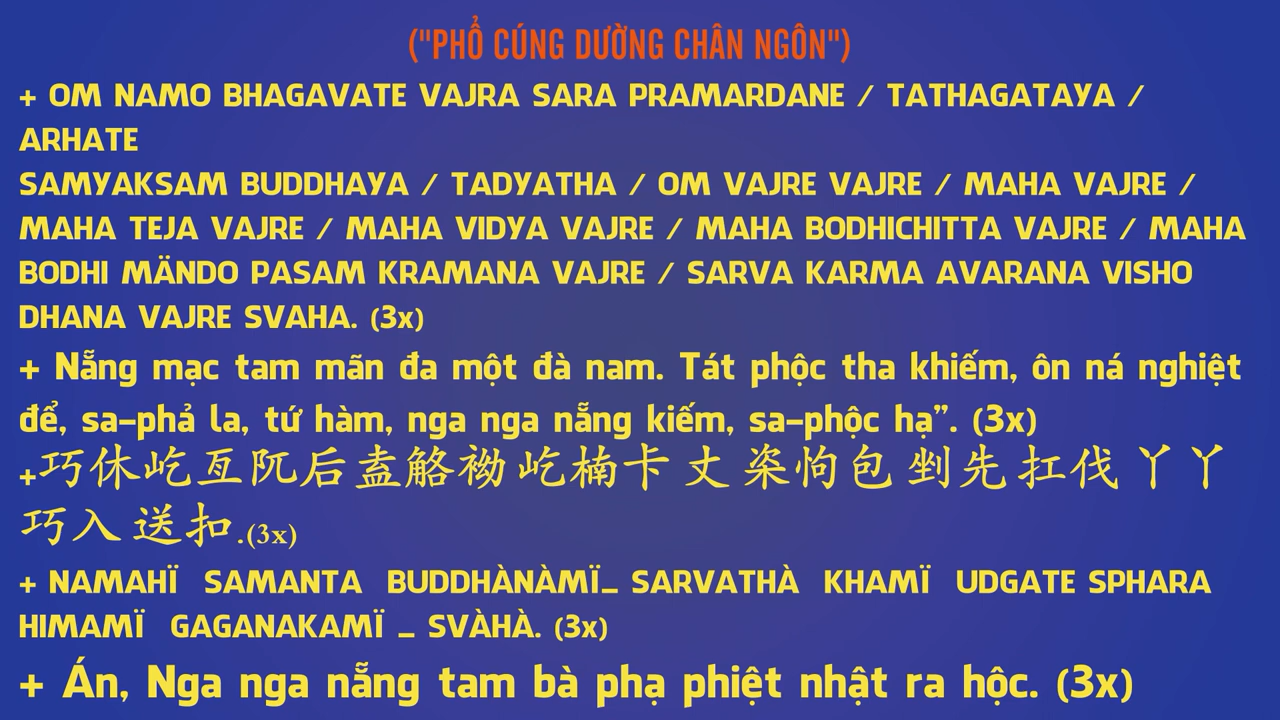 ("PHỔ CÚNG DƯỜNG CHÂN NGÔN")
+ OM NAMO BHAGAVATE VAJRA SARA PRAMARDANE / TATHAGATAYA /
ARHATE
SAMYAKSAM BUDDHAYA / TADYATHA / OM VAJRE VAJRE / MAHA VAJRE /
MAHA TEJA VAJRE / MAHA VIDYA VAJRE / MAHA BODHICHITTA VAJRE / MAHA
BODHI MÄNDO PASAM KRAMANA VAJRE / SARVA KARMA AVARANA VISHO
DHANA VAJRE SVAHA. (3x)
+ Nẵng mạc tam mãn đa một đà nam. Tát phộc tha khiếm, ôn ná nghiệt
để, sa-phả la, tứ hàm, nga nga nẵng kiếm, sa-phộc hạ”. (3x)
+巧休屹亙阢后盍觡袎屹楠卡丈 楶怐包 剉先 扛伐 丫丫
巧入 送扣.(3x)
+ NAMAHÏ SAMANTA BUDDHÀNÀMÏ_ SARVATHÀ KHAMÏ UDGATE SPHARA
HIMAMÏ GAGANAKAMÏ _ SVÀHÀ. (3x)
+ Án, Nga nga nẵng tam bà phạ phiệt nhật ra hộc. (3x)